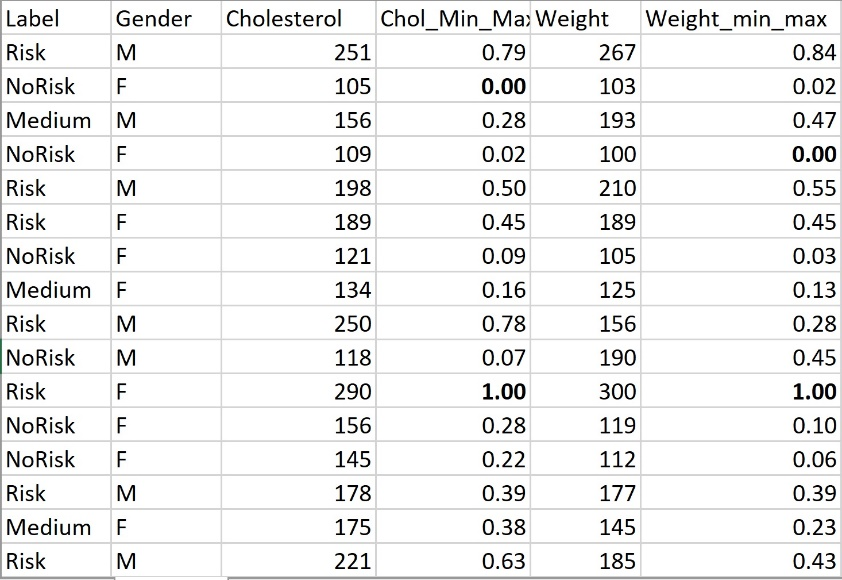 Label Gender Cholesterol Chol_Min_Max Weight Weight_min_max
Risk M 251 0.79 267 0.84
NoRisk F 105 0.00 103 0.02
Medium M 156 0.28 193 0.47
NoRisk F 109 0.02 100 0.00
Risk M 198 0.50 210 0.55
Risk F 189 0.45 189 0.45
NoRisk F 121 0.09 105 0.03
Medium F 134 0.16 125 0.13
Risk M 250 0.78 156 0.28
NoRisk M 118 0.07 190 0.45
Risk F 290 1.00 300 1.00
NoRisk F 156 0.28 119 0.10
NoRisk F 145 0.22 112 0.06
Risk M 178 0.39 177 0.39
Medium F 175 0.38 145 0.23
Risk M 221 0.63 185 0.43